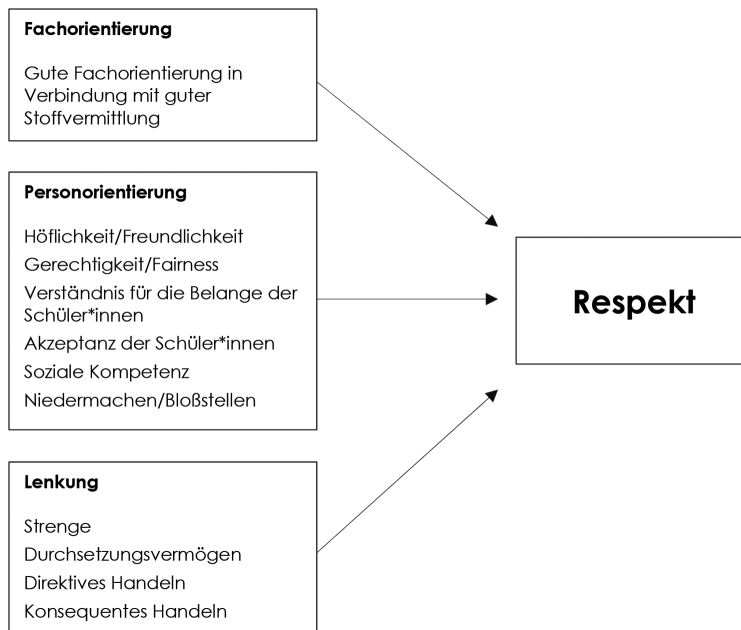 Fachorientierung
Gute Fachorientierung in
Verbindung mit guter
Stoffvermittlung
Personorientierung
Höflichkeit/Freundlichkeit
Gerechtigkeit/Fairness
Verständnis für die Belange der
Schüler*innen
Akzeptanz der Schüler*innen
Soziale Kompetenz
Niedermachen/Bloßstellen
Lenkung
Strenge
Durchsetzungsvermögen
Direktives Handeln
Konsequentes Handeln
Respekt